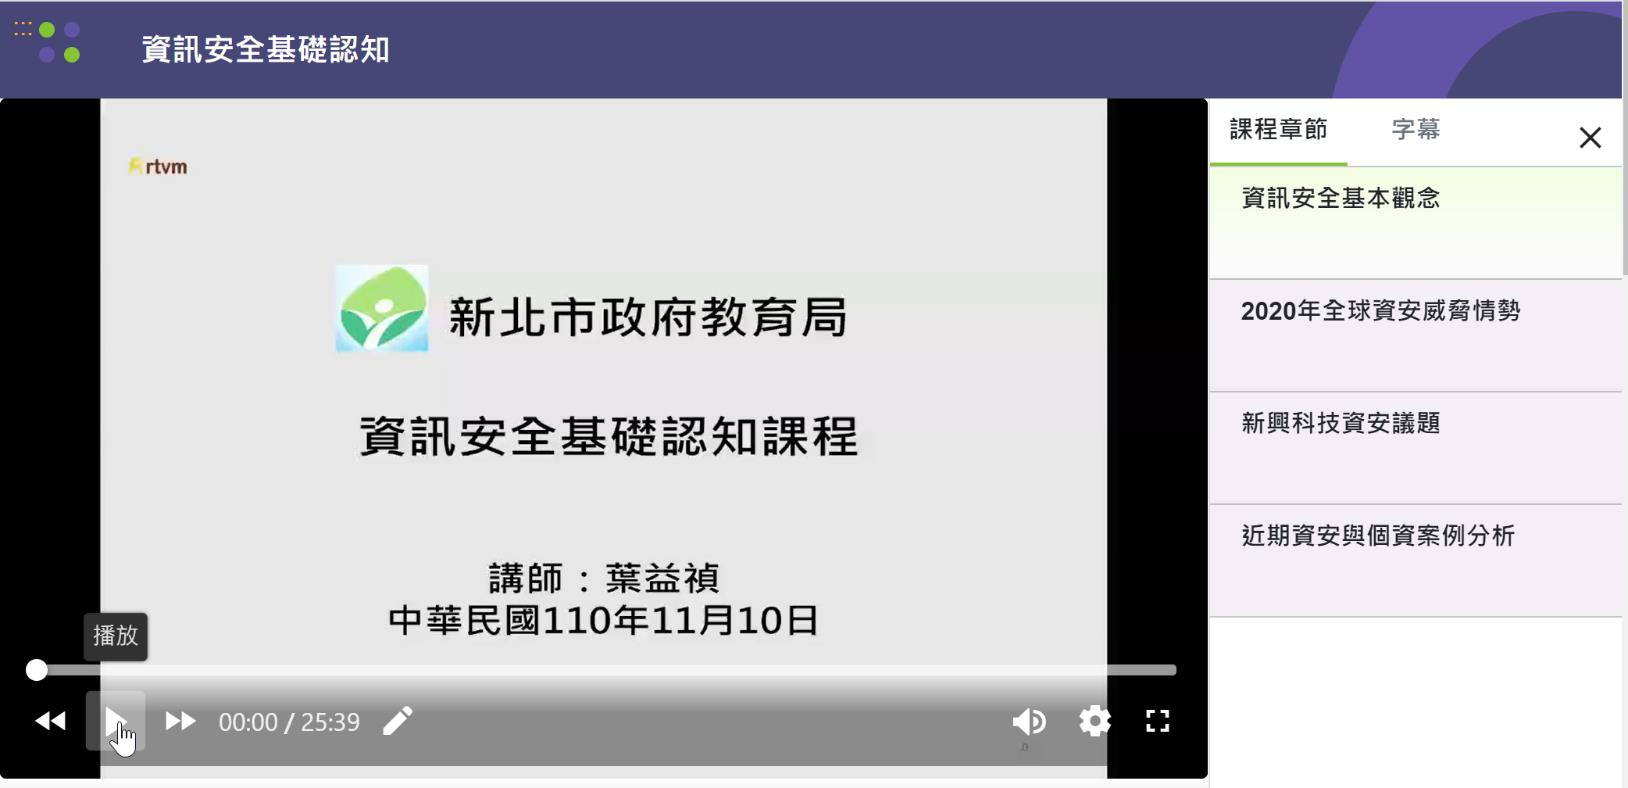 資訊安全基礎認知
rtvm
新北市政府教育局
資訊安全基礎認知課程
講師：葉益禎
中華民國110年11月10日
播放
00:00 / 25:39
課程章節
字幕
資訊安全基本觀念
2020年全球資安威脅情勢
新興科技資安議題
近期資安與個資案例分析